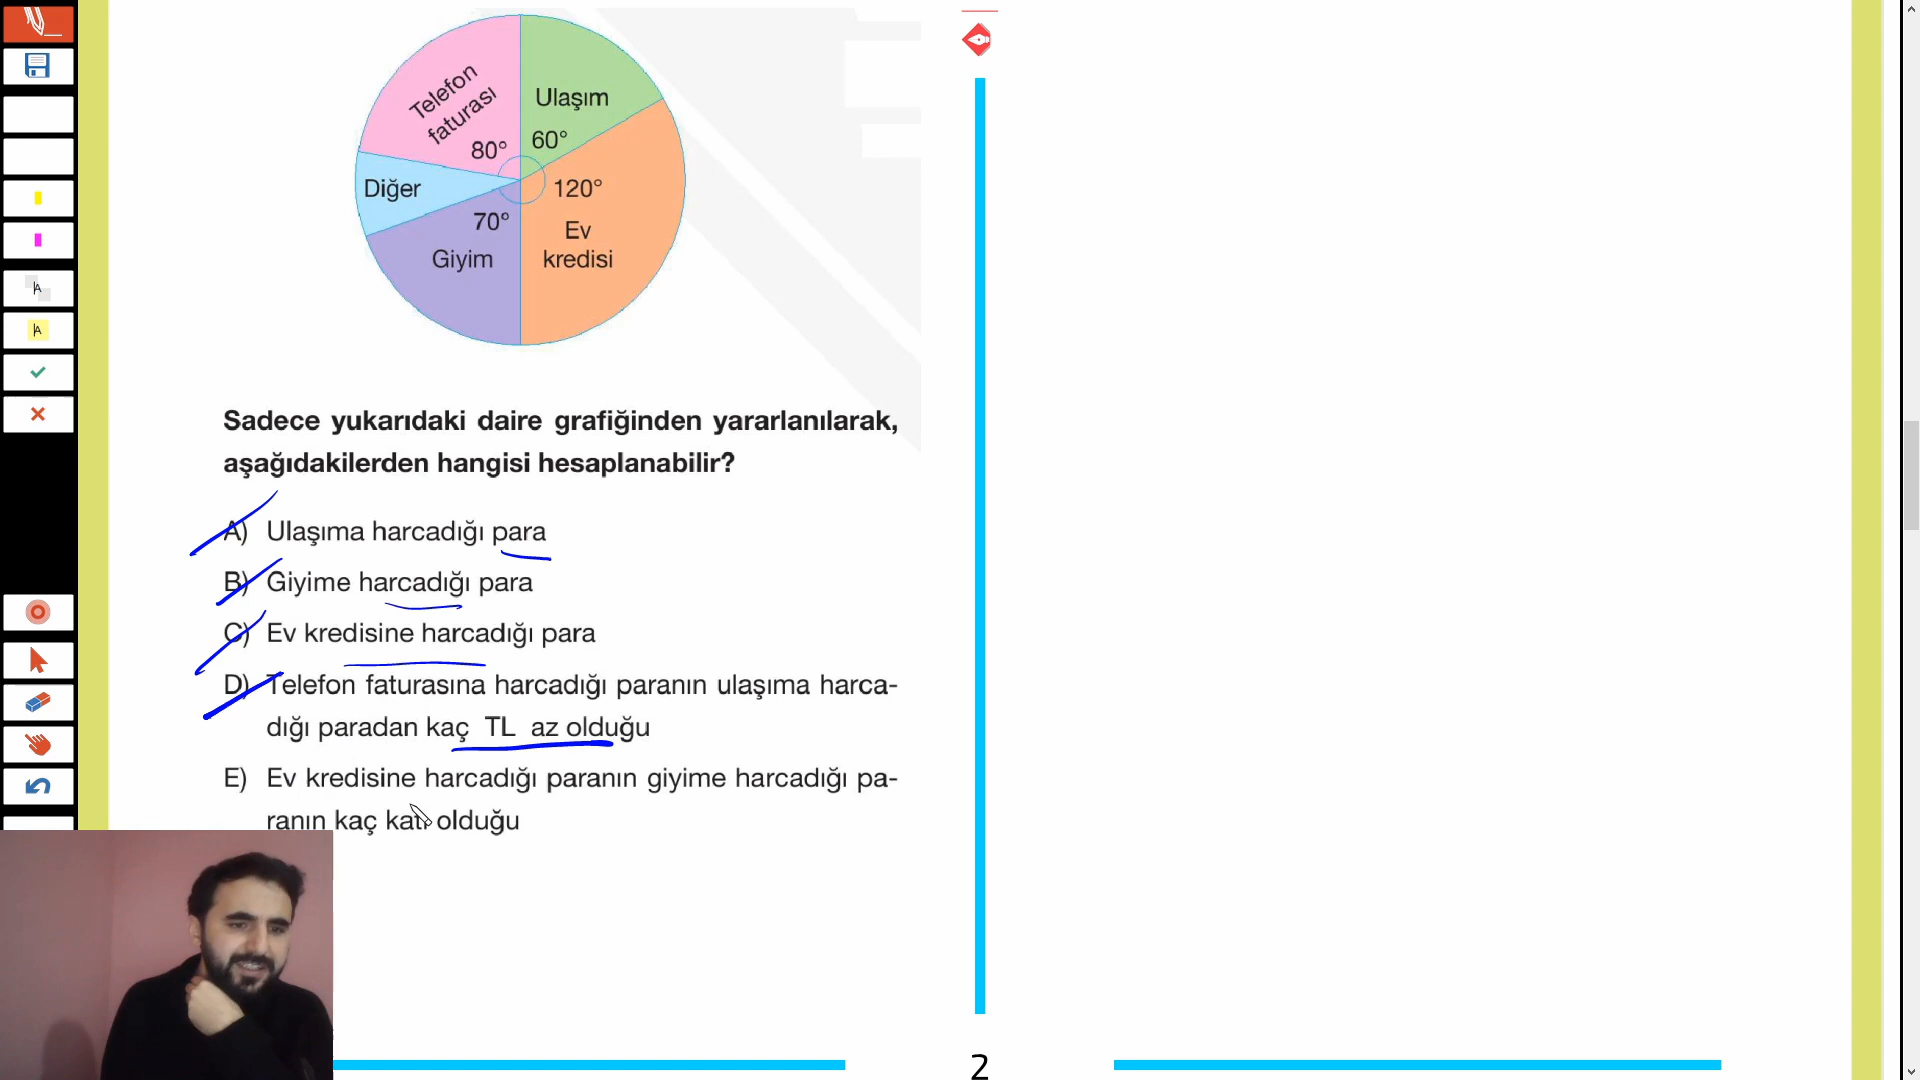 Telefon
faturası
80°
Ulaşım
60°
Diğer
120°
Ev
kredisi
70°
Giyim
Sadece yukarıdaki daire grafiğinden yararlanılarak,
aşağıdakilerden hangisi hesaplanabilir?
A) Ulaşıma harcadığı para
B) Giyime harcadığı para
C) Ev kredisine harcadığı para
D) Telefon faturasına harcadığı paranın ulaşıma harca-
dığı paradan kaç TL az olduğu
E) Ev kredisine harcadığı paranın giyime harcadığı pa-
ranın kaç katı olduğu
2